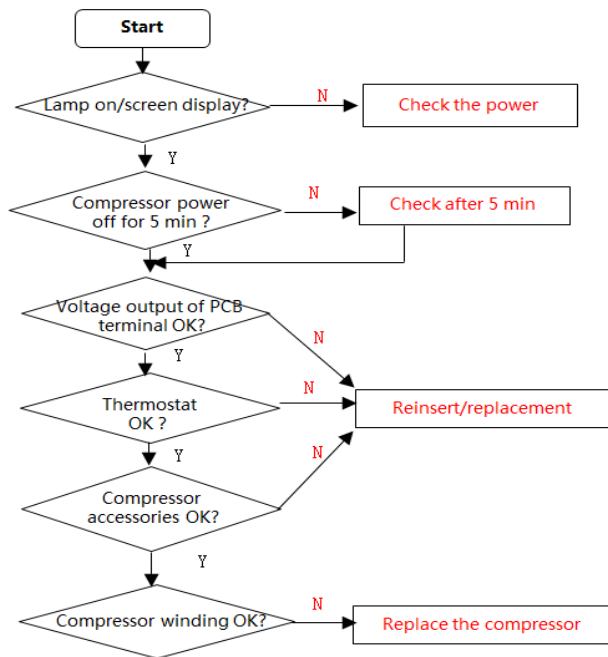 Start
Lamp on/screen display?
N
Check the power
Y
Compressor power
off for 5 min ?
N
Check after 5 min
Y
Voltage output of PCB
terminal OK?
N
Y
Thermostat
OK ?
N
Reinsert/replacement
Y
N
Compressor
accessories OK?
Y
Compressor winding OK?
N
Replace the compressor